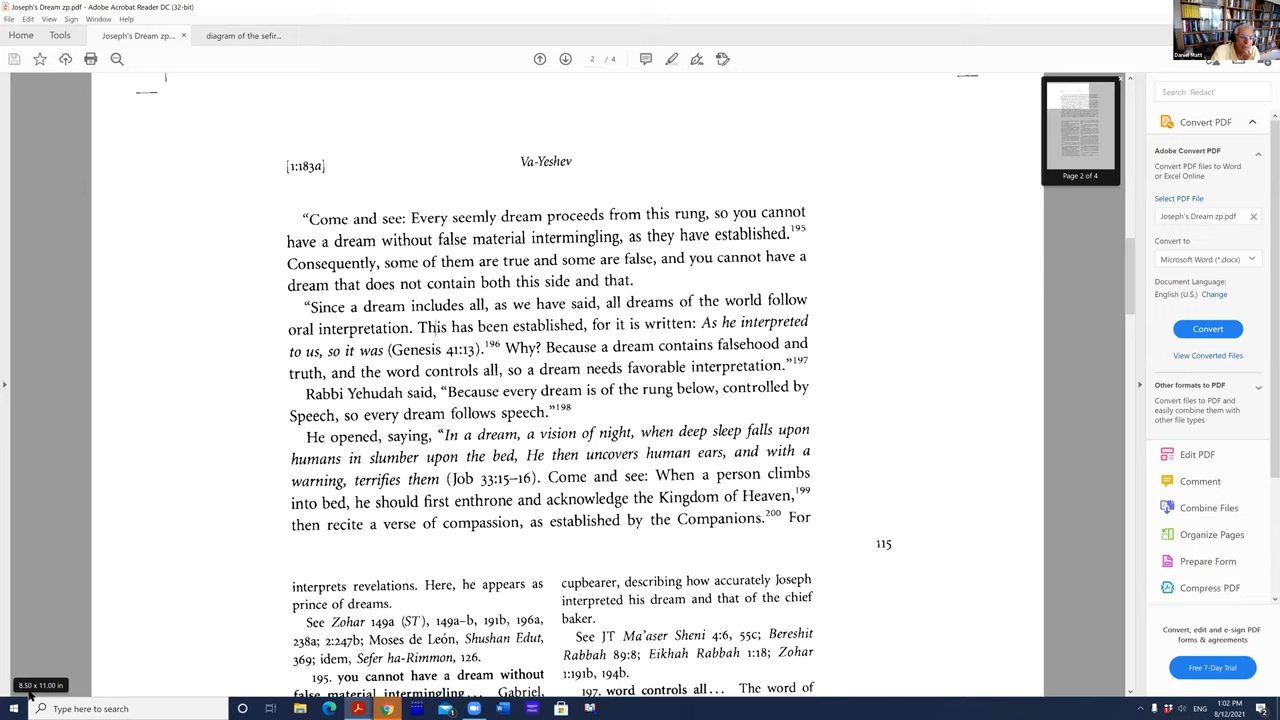 Joseph's Dream zp.pdf - Adobe Acrobat Reader DC (32-bit)
File Edit View Sign Window Help
Home Tools Joseph's Dream zp.... × diagram of the sefir...
2 / 4
Daniel Matt
[1:183a] Va-Yeshev
“Come and see: Every seemly dream proceeds from this rung, so you cannot
have a dream without false material intermingling, as they have established.195
Consequently, some of them are true and some are false, and you cannot have a
dream that does not contain both this side and that.
“Since a dream includes all, as we have said, all dreams of the world follow
oral interpretation. This has been established, for it is written: As he interpreted
to us, so it was (Genesis 41:13).196 Why? Because a dream contains falsehood and
truth, and the word controls all, so a dream needs favorable interpretation.”197
Rabbi Yehudah said, “Because every dream is of the rung below, controlled by
Speech, so every dream follows speech.”198
He opened, saying, “In a dream, a vision of night, when deep sleep falls upon
humans in slumber upon the bed, He then uncovers human ears, and with a
warning, terrifies them (Job 33:15–16). Come and see: When a person climbs
into bed, he should first enthrone and acknowledge the Kingdom of Heaven,199
then recite a verse of compassion, as established by the Companions.200 For
115
interprets revelations. Here, he appears as
prince of dreams.
See Zohar 149a (ST), 149a–b, 191b, 196a,
238a; 2:247b; Moses de León, Shushan Edut,
369; idem, Sefer ha-Rimmon, 126.
195. you cannot have a dream without
false material intermingling... Gabriel,
cupbearer, describing how accurately Joseph
interpreted his dream and that of the chief
baker.
See JT Ma'aser Sheni 4:6, 55c; Bereshit
Rabbah 89:8; Eikhah Rabbah 1:18; Zohar
1:191b, 194b.
197. word controls all... The word of
Page 2 of 4
Search 'Redact'
Convert PDF
Adobe Convert PDF
Convert PDF files to Word
or Excel Online
Select PDF File
Joseph's Dream zp.pdf ×
Convert to
Microsoft Word (*.docx)
Document Language:
English (U.S.) Change
Convert
View Converted Files
Other formats to PDF
Convert files to PDF and
easily combine them with
other file types
Edit PDF
Comment
Combine Files
Organize Pages
Prepare Form
Compress PDF
Convert, edit and e-sign PDF
forms & agreements
Free 7-Day Trial
8.50 x 11.00 in
Type here to search
ENG
1:02 PM
8/12/2021
2